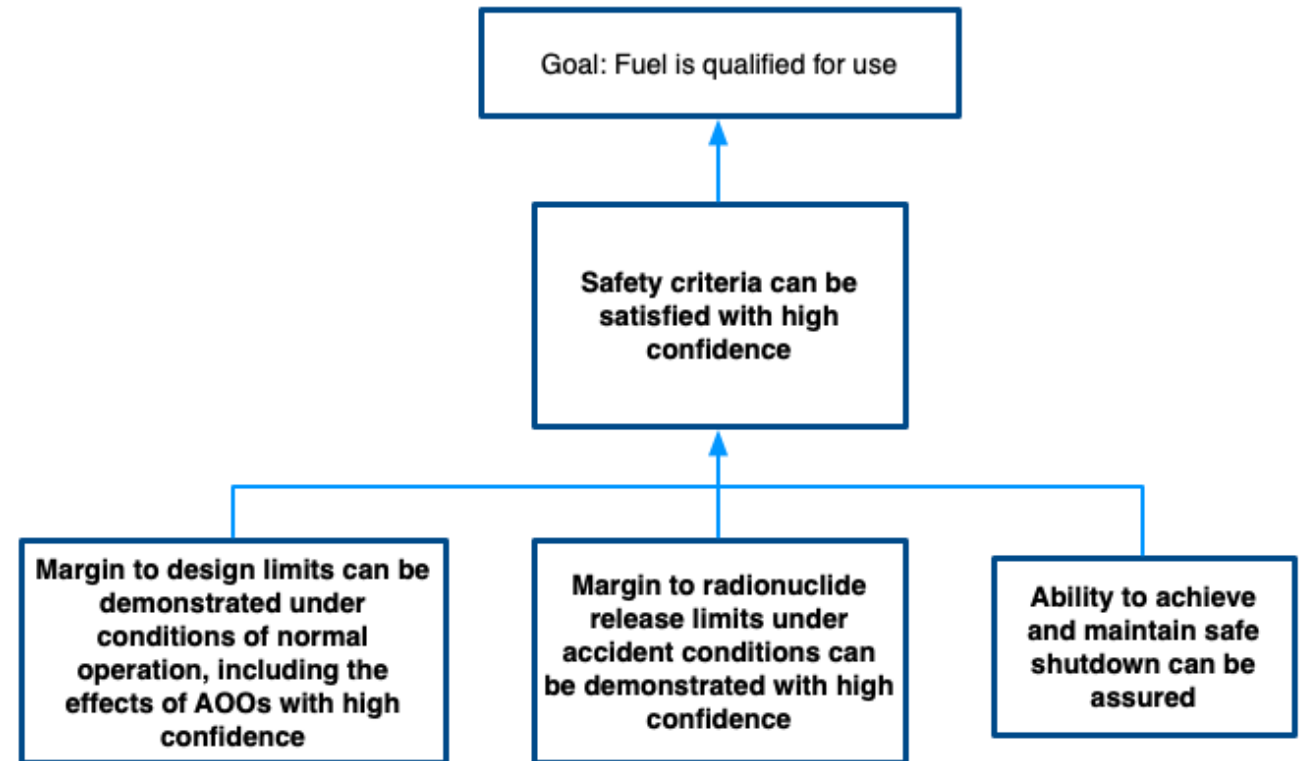 Goal: Fuel is qualified for use
Safety criteria can be
satisfied with high
confidence
Margin to design limits can be
demonstrated under
conditions of normal
operation, including the
effects of AOOs with high
confidence
Margin to radionuclide
release limits under
accident conditions can
be demonstrated with high
confidence
Ability to achieve
and maintain safe
shutdown can be
assured